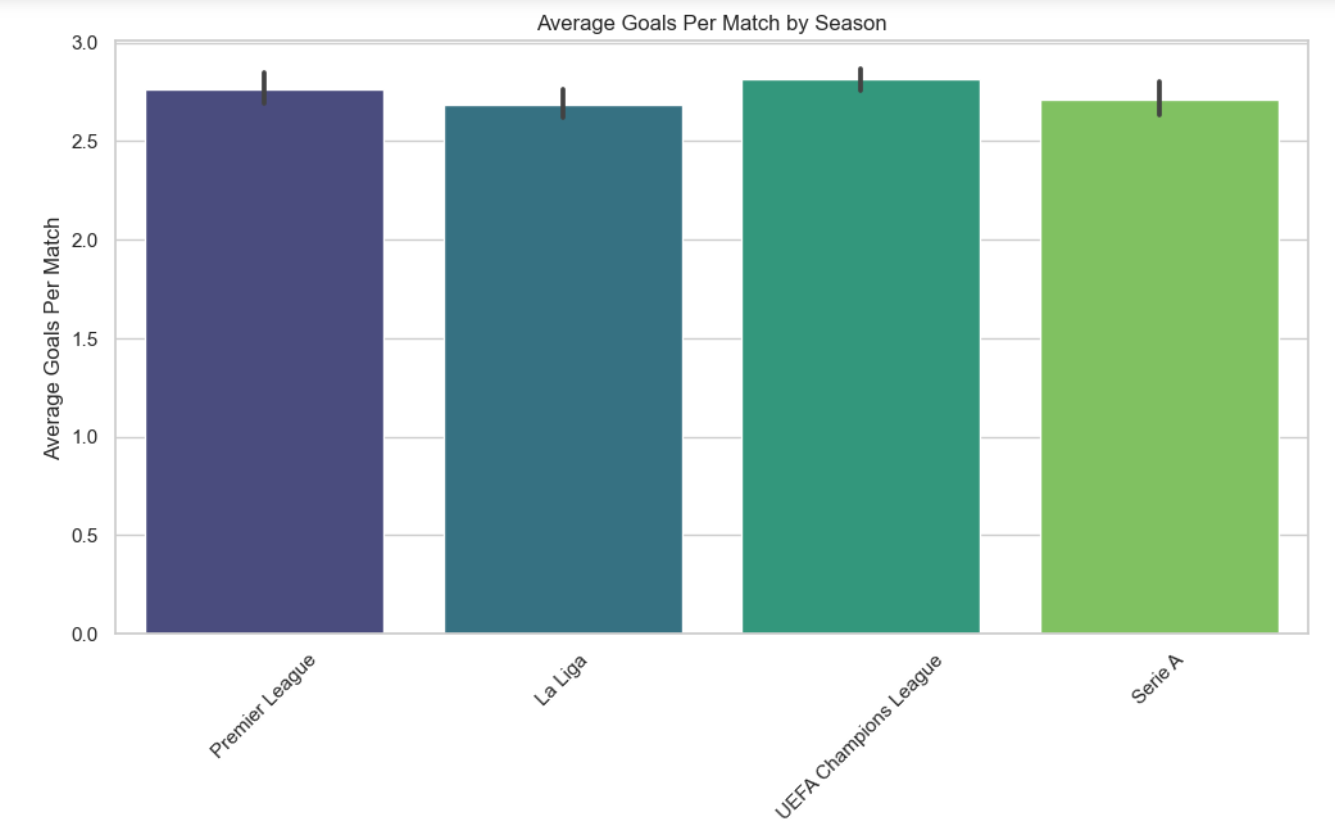 Average Goals Per Match by Season
Average Goals Per Match
3.0
2.5
2.0
1.5
1.0
0.5
0.0
Premier League
La Liga
UEFA Champions League
Serie A